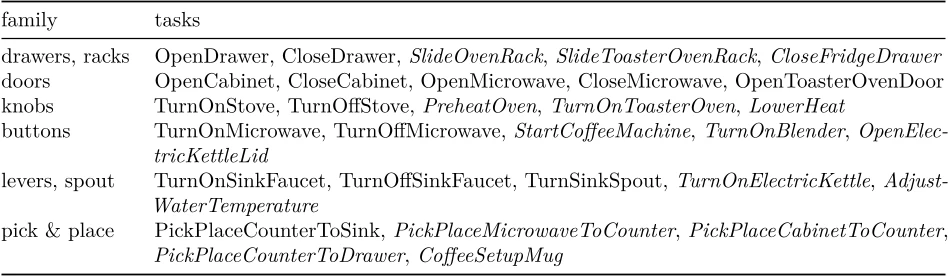 family tasks
drawers, racks OpenDrawer, CloseDrawer, SlideOvenRack, SlideToasterOvenRack, CloseFridgeDrawer
doors OpenCabinet, CloseCabinet, OpenMicrowave, CloseMicrowave, OpenToasterOvenDoor
knobs TurnOnStove, TurnOffStove, PreheatOven, TurnOnToasterOven, LowerHeat
buttons TurnOnMicrowave, TurnOffMicrowave, StartCoffeeMachine, TurnOnBlender, OpenElec-
tricKettleLid
levers, spout TurnOnSinkFaucet, TurnOffSinkFaucet, TurnSinkSpout, TurnOnElectricKettle, Adjust-
WaterTemperature
pick & place PickPlaceCounterToSink, PickPlaceMicrowaveToCounter, PickPlaceCabinetToCounter,
PickPlaceCounterToDrawer, CoffeeSetupMug